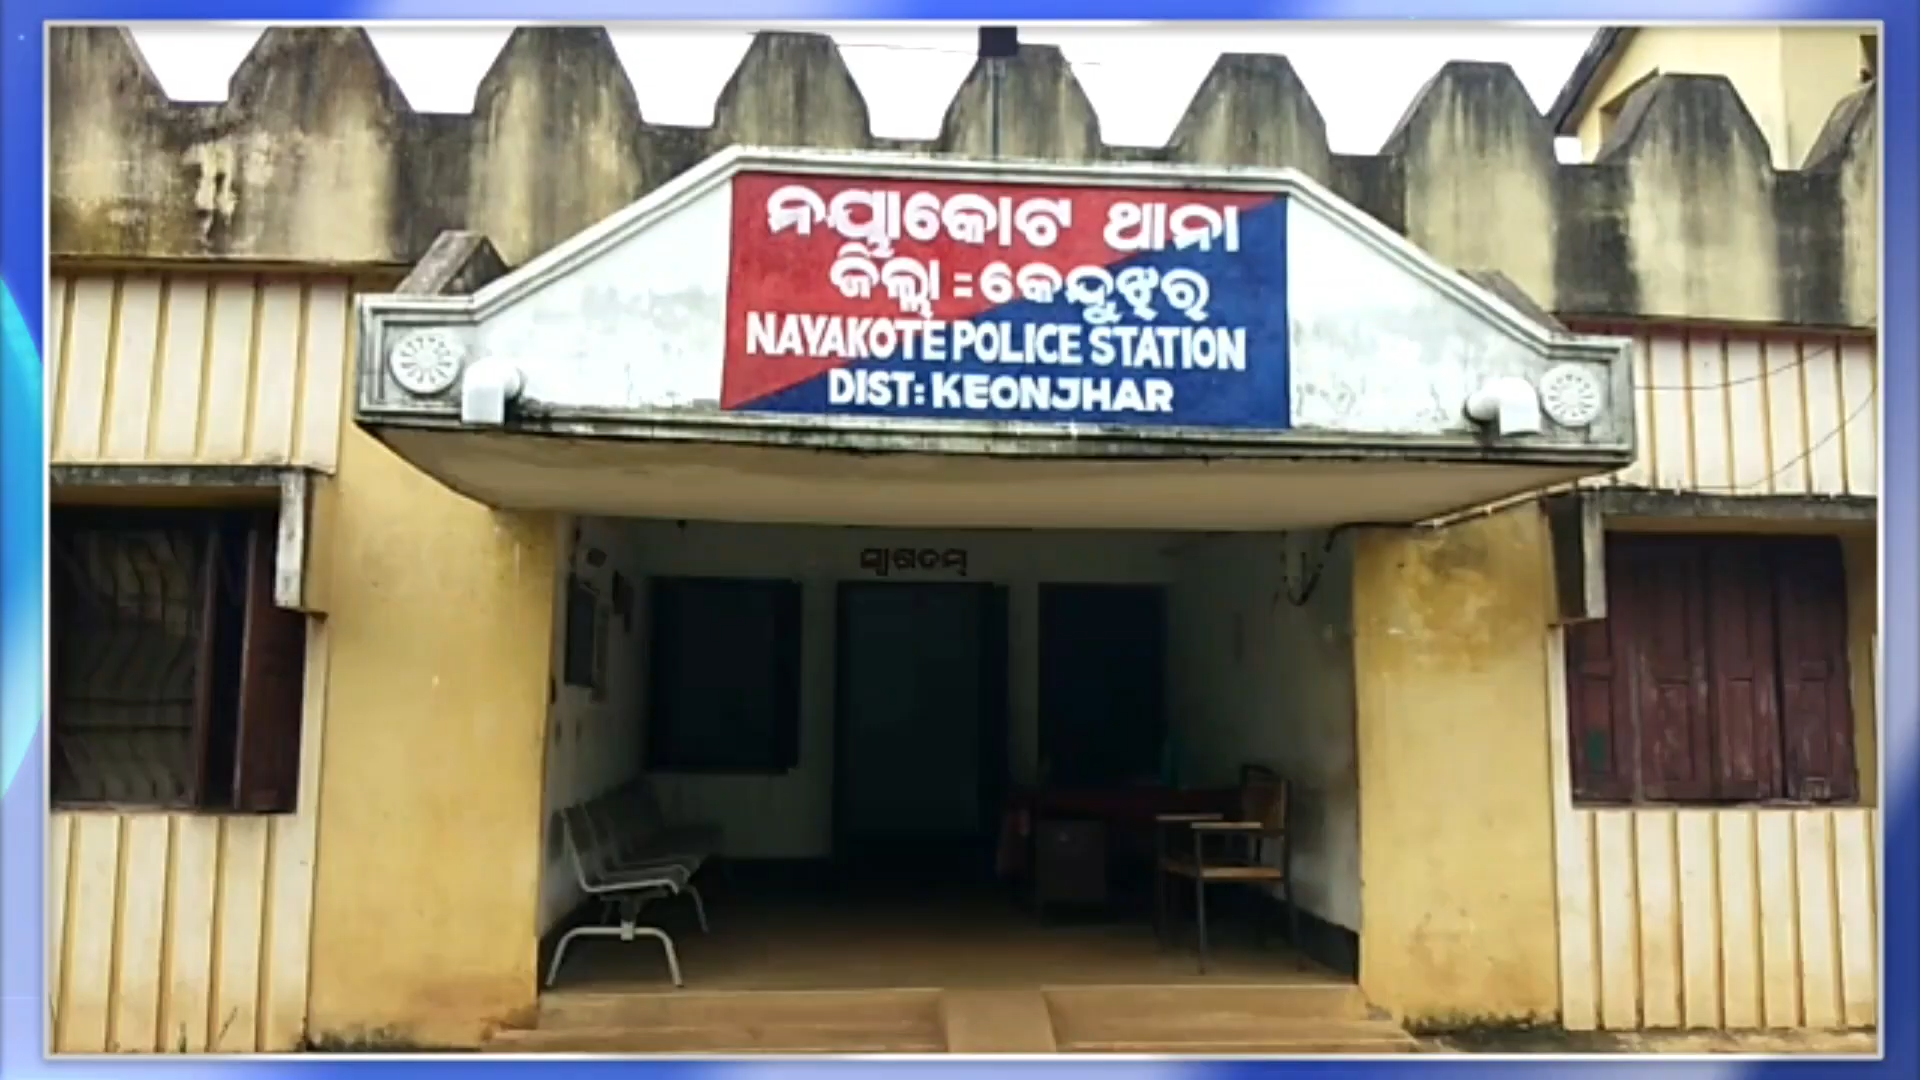 ନୟାକୋଟ ଥାନା
ଜିଲ୍ଲା = କେନ୍ଦୁଝର
NAYAKOTE POLICE STATION
DIST: KEONJHAR
ସ୍ୱାଗତମ୍